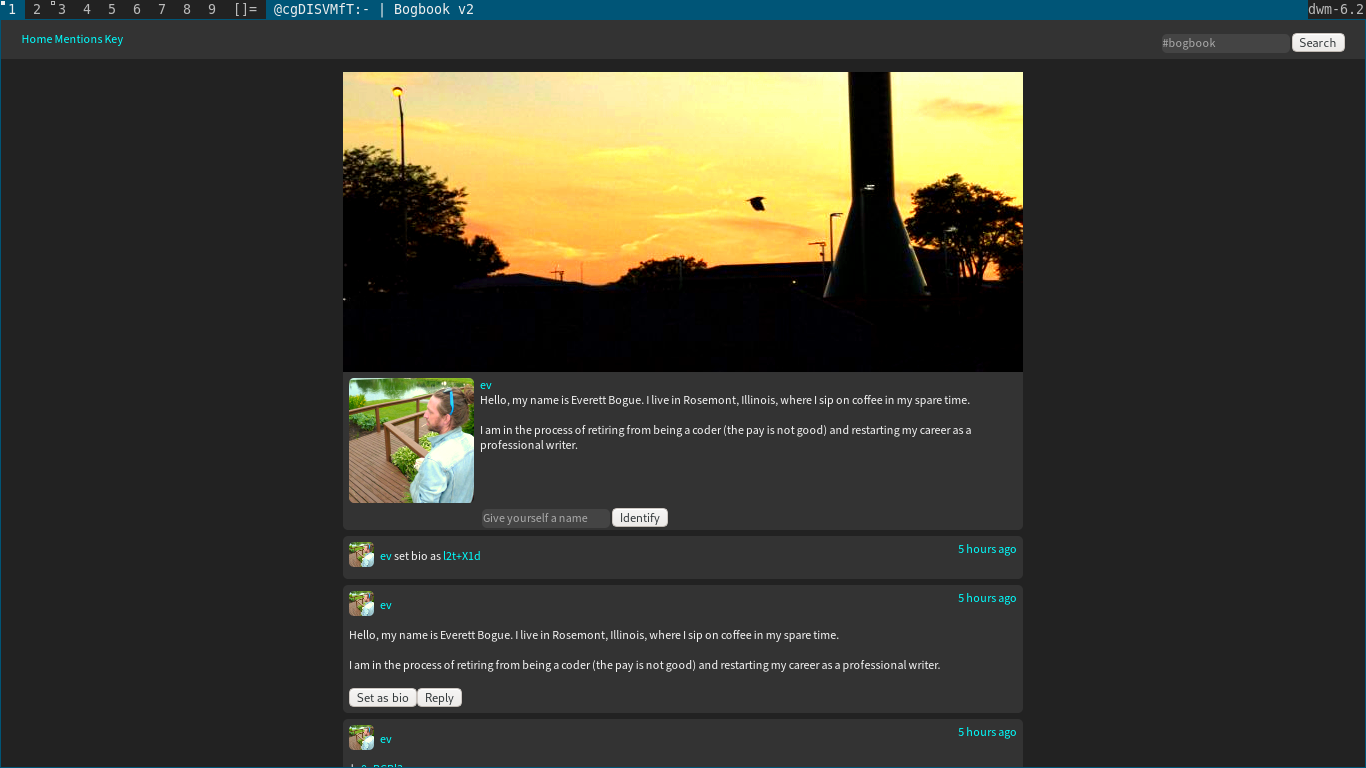 1 2 3 4 5 6 7 8 9 []= @cgDISVMfT:- | Bogbook v2 dwm-6.2
Home Mentions Key #bogbook Search
ev
Hello, my name is Everett Bogue. I live in Rosemont, Illinois, where I sip on coffee in my spare time.
I am in the process of retiring from being a coder (the pay is not good) and restarting my career as a
professional writer.
Give yourself a name Identify
ev set bio as l2t+X1d 5 hours ago
ev 5 hours ago
Hello, my name is Everett Bogue. I live in Rosemont, Illinois, where I sip on coffee in my spare time.
I am in the process of retiring from being a coder (the pay is not good) and restarting my career as a professional writer.
Set as bio Reply
ev 5 hours ago